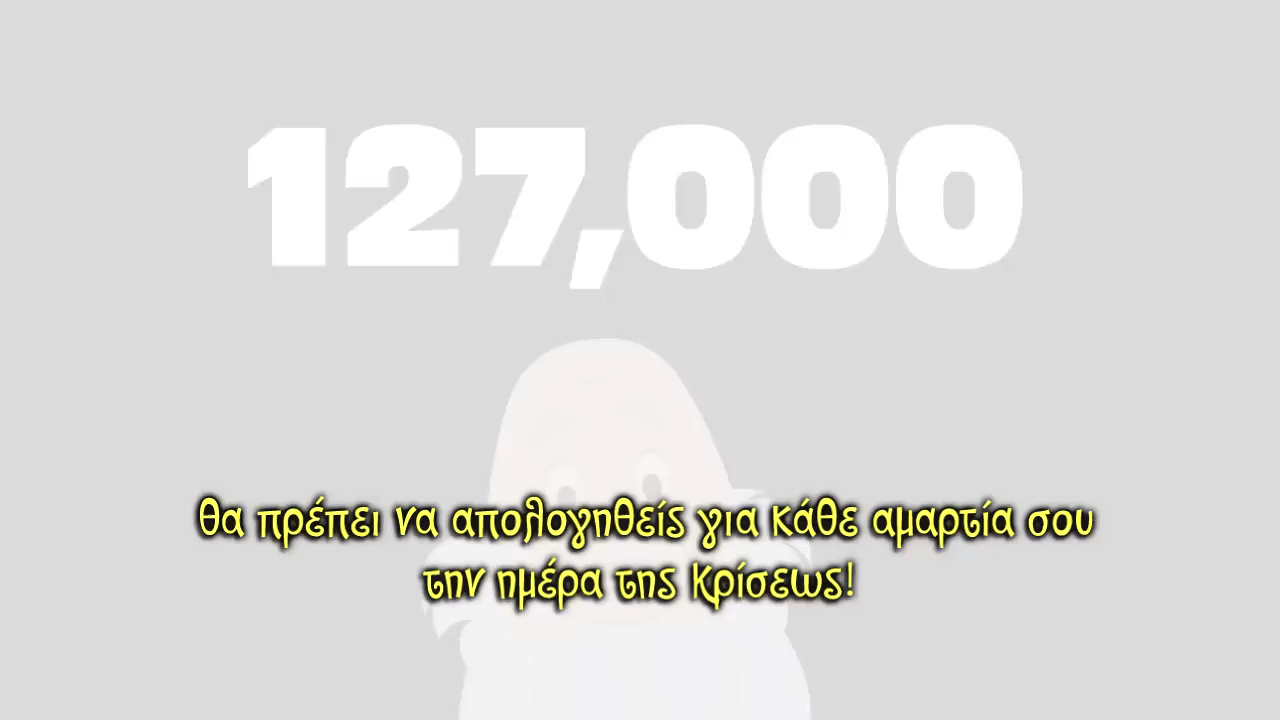 127,000
θα πρέπει να απολογηθείς για κάθε αμαρτία σου
την ημέρα της Κρίσεως!